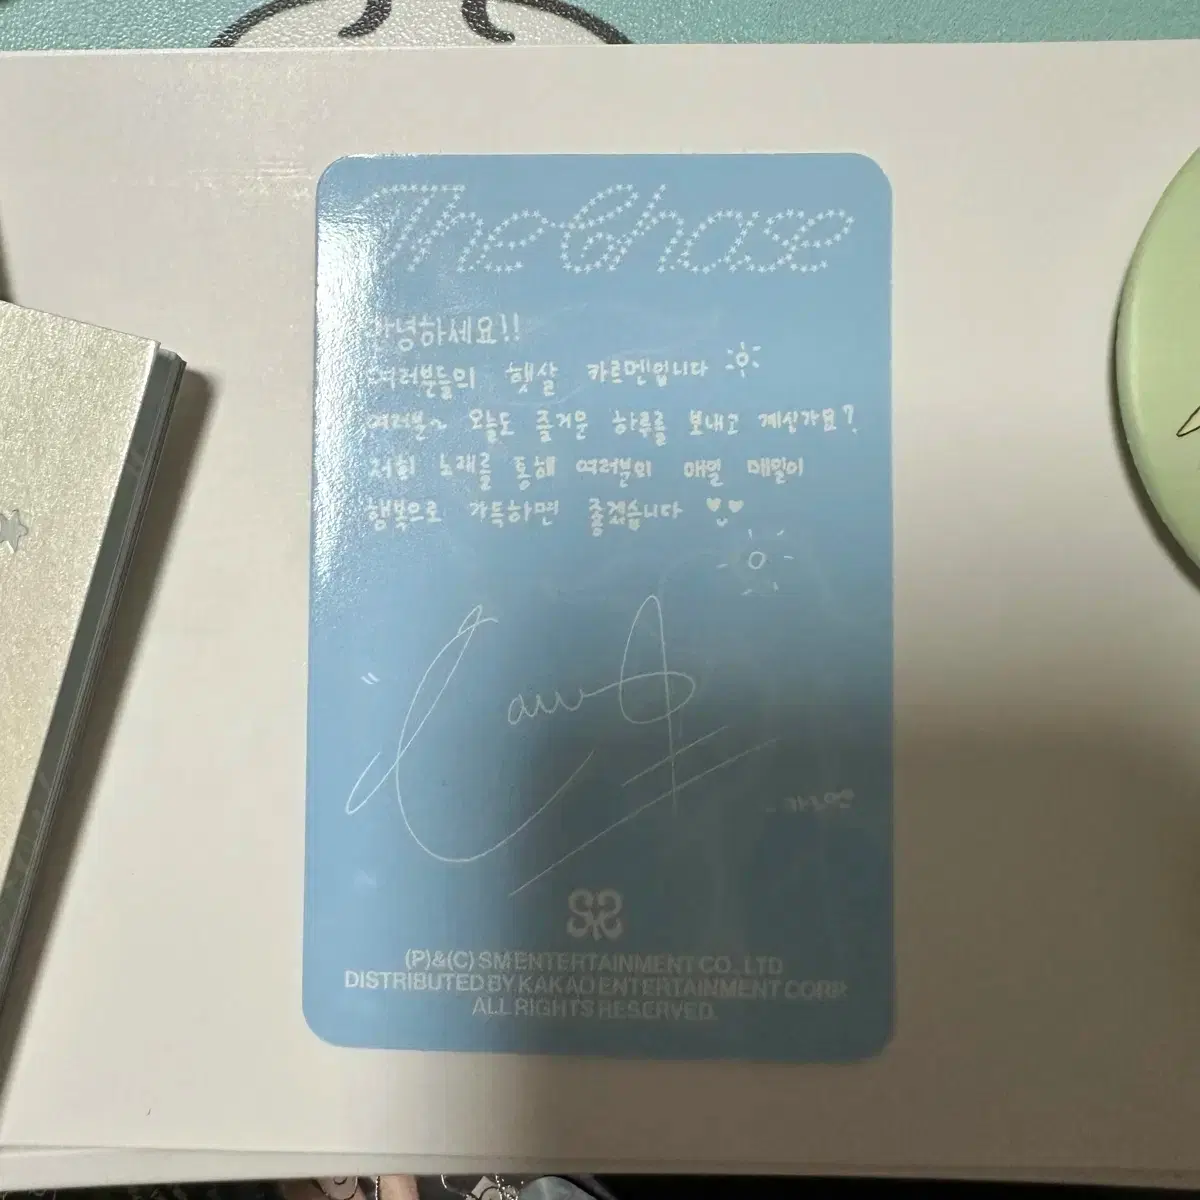 The Chase
안녕하세요!!
여러분들의 햇살 카르멘입니다
여러분~ 오늘도 즐거운 하루를 보내고 계신가요?
저희 노래를 통해 여러분의 매일 매일이
행복으로 가득하면 좋겠습니다
- 카르멘
(P)&(C) SM ENTERTAINMENT CO., LTD.
DISTRIBUTED BY KAKAO ENTERTAINMENT CORP.
ALL RIGHTS RESERVED.